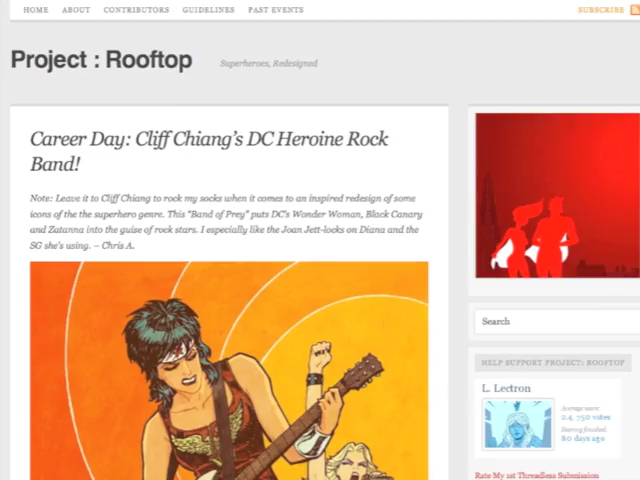 HOME ABOUT CONTRIBUTORS GUIDELINES PAST EVENTS
SUBSCRIBE
Project : Rooftop
Superheroes, Redesigned
Career Day: Cliff Chiang's DC Heroine Rock
Band!
Note: Leave it to Cliff Chiang to rock my socks when it comes to an inspired redesign of some
icons of the the superhero genre. This "Band of Prey" puts DC's Wonder Woman, Black Canary
and Zatanna into the guise of rock stars. I especially like the Joan Jett-locks on Diana and the
SG she's using. – Chris A.
Search
HELP SUPPORT PROJECT: ROOFTOP
L. Lectron
Average score:
2.4, 750 votes
Scoring finished:
80 days ago
Rate My 1st Threadless Submission